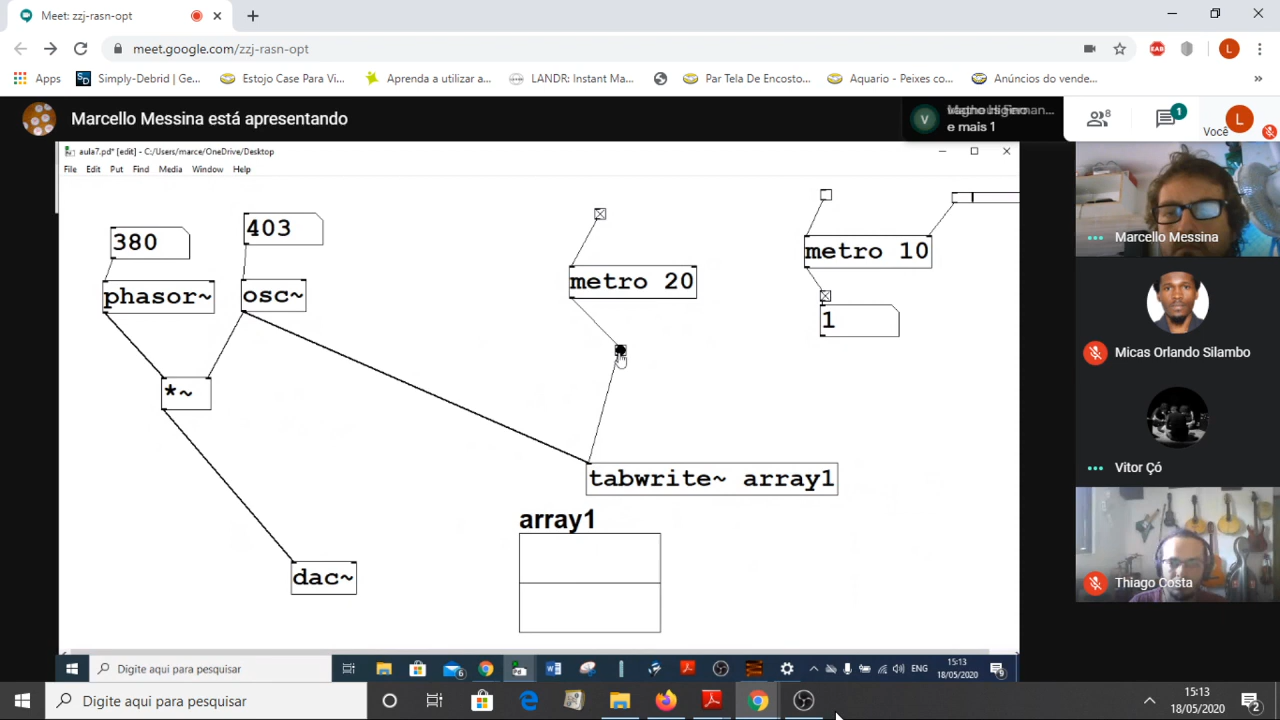 Meet: zzj-rasn-opt
meet.google.com/zzj-rasn-opt
Apps
Simply-Debrid | Ge...
Estojo Case Para Vi...
Aprenda a utilizar a...
LANDR: Instant Ma...
Par Tela De Encosto...
Aquario - Peixes co...
Anúncios do vende...
»
Marcello Messina está apresentando
V
e mais 1
8
1
L
Você
aula7.pd* [edit] - C:/Users/marce/OneDrive/Desktop
File Edit Put Find Media Window Help
380
403
phasor~
osc~
*~
dac~
metro 20
metro 10
1
tabwrite~ array1
array1
Marcello Messina
Micas Orlando Silambo
Vitor Çó
Thiago Costa
Digite aqui para pesquisar
6
ENG
15:13
18/05/2020
9
Digite aqui para pesquisar
15:13
18/05/2020
2